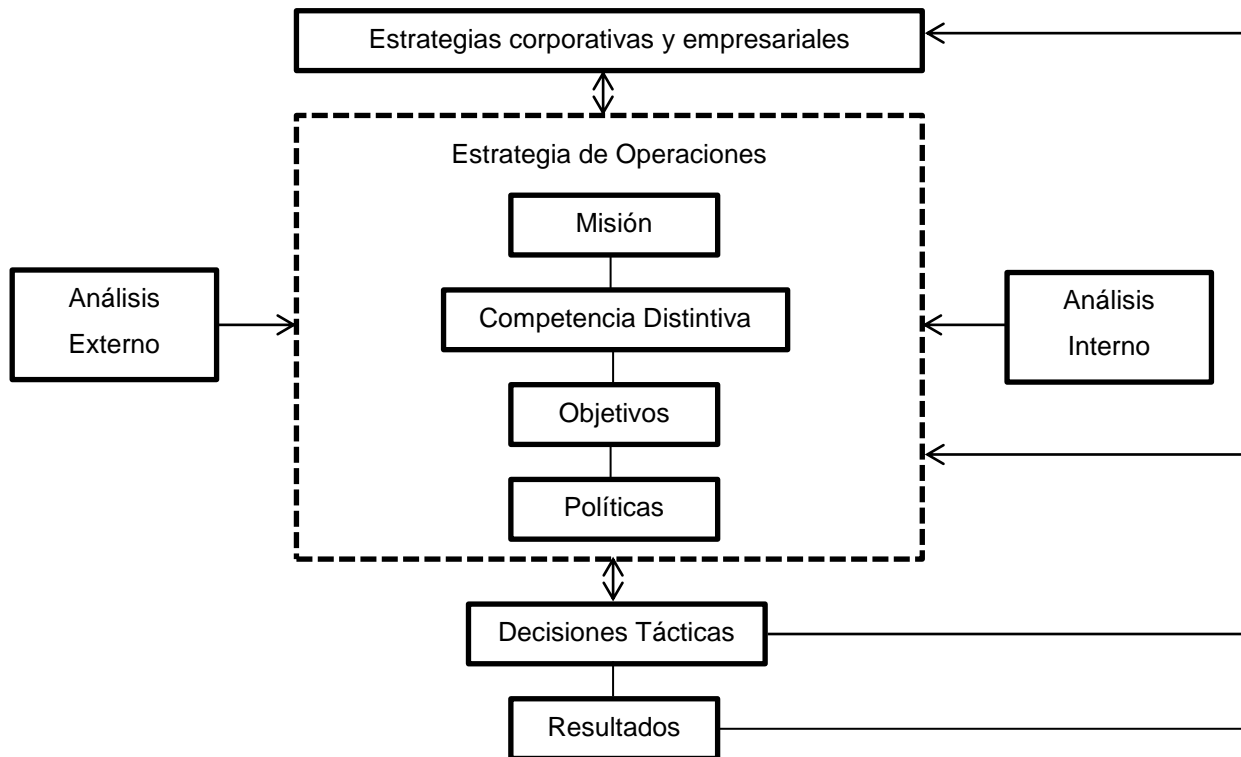 Estrategias corporativas y empresariales
Estrategia de Operaciones
Misión
Análisis
Externo
Competencia Distintiva
Análisis
Interno
Objetivos
Políticas
Decisiones Tácticas
Resultados